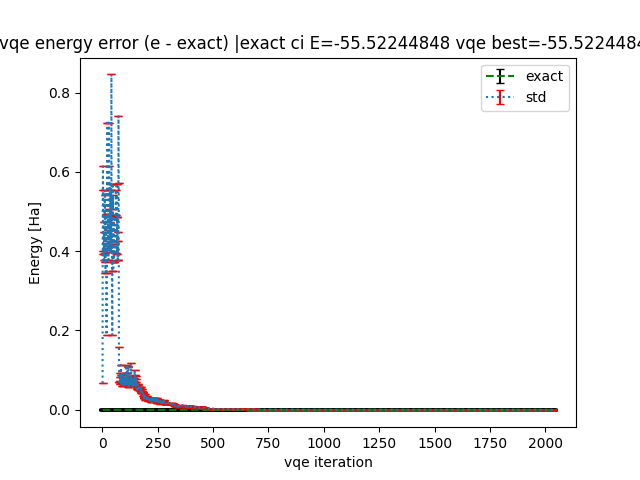 vqe energy error (e - exact) |exact ci E=-55.52244848 vqe best=-55.5224484
exact
std
0.8
0.6
0.4
0.2
0.0
Energy [Ha]
0 250 500 750 1000 1250 1500 1750 2000
vqe iteration